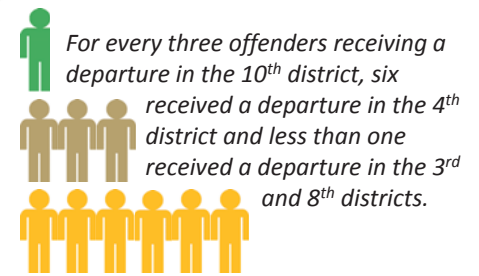 For every three offenders receiving a
departure in the 10th district, six
received a departure in the 4th
district and less than one
received a departure in the 3rd
and 8th districts.